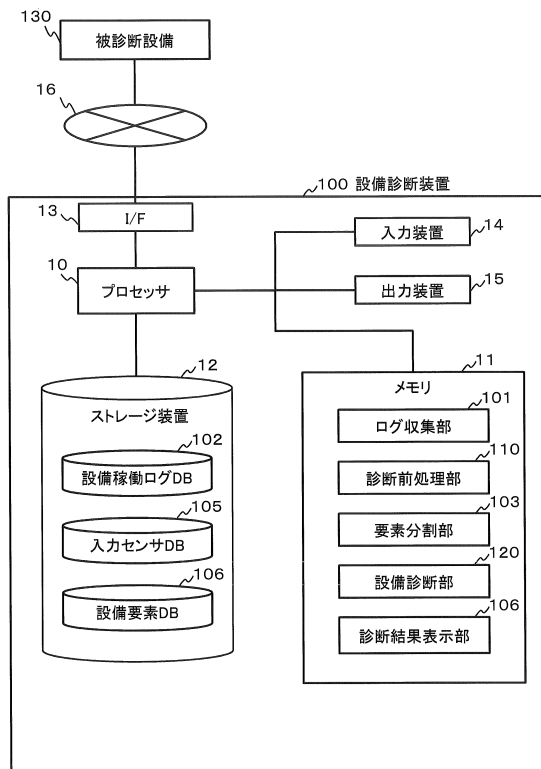 130
被診断設備
16
100 設備診断装置
13
I/F
入力装置
14
10
プロセッサ
出力装置
15
12
ストレージ装置
102
設備稼働ログDB
105
入力センサDB
106
設備要素DB
11
メモリ
101
ログ収集部
110
診断前処理部
103
要素分割部
120
設備診断部
106
診断結果表示部